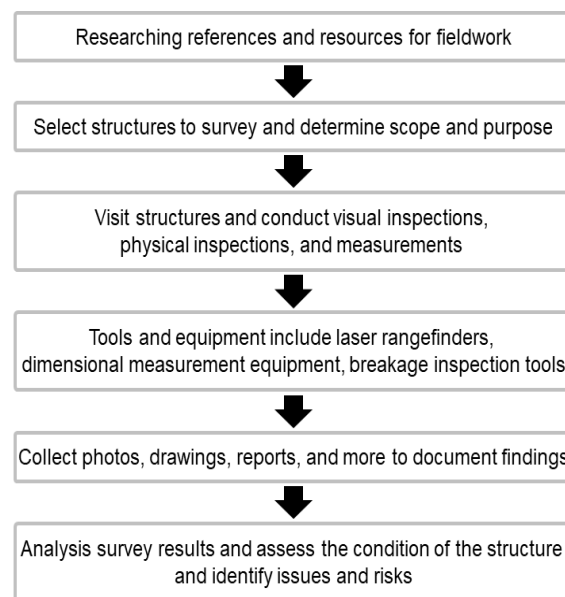 Researching references and resources for fieldwork
Select structures to survey and determine scope and purpose
Visit structures and conduct visual inspections,
physical inspections, and measurements
Tools and equipment include laser rangefinders,
dimensional measurement equipment, breakage inspection tools
Collect photos, drawings, reports, and more to document findings
Analysis survey results and assess the condition of the structure
and identify issues and risks